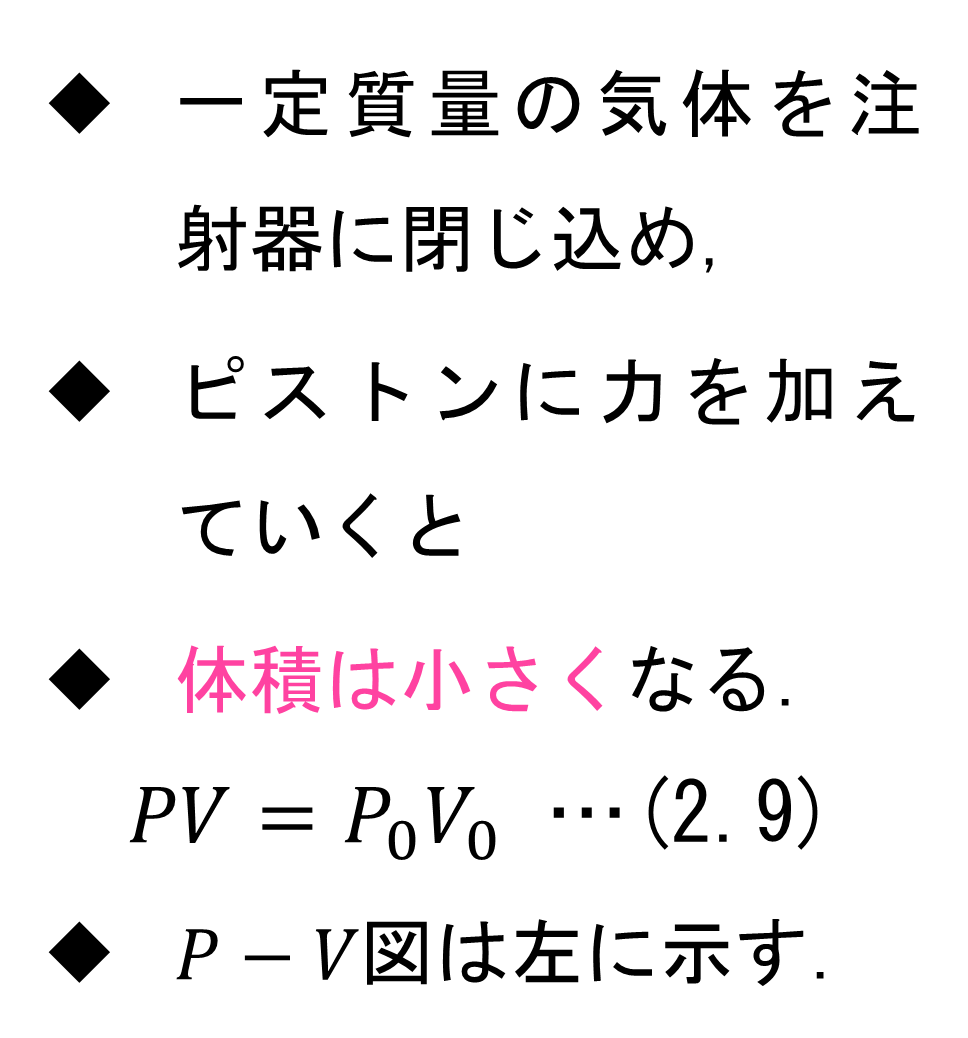 ◆ 一定質量の気体を注
射器に閉じ込め,
◆ ピストンに力を加え
ていくと
◆ 体積は小さくなる.
PV = P₀V₀ …(2.9)
◆ P − V図は左に示す.